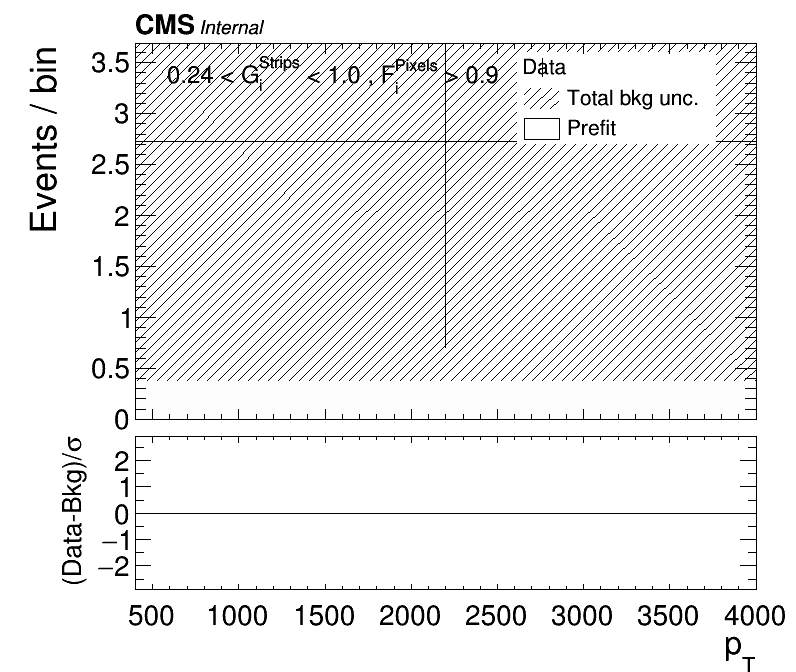 CMS Internal
Events / bin
3.5
3
2.5
2
1.5
1
0.5
0
0.24 < G_i^Strips < 1.0 , F_i^Pixels > 0.9
Data
Total bkg unc.
Prefit
(Data-Bkg)/σ
2
1
0
−1
−2
500 1000 1500 2000 2500 3000 3500 4000
p_T